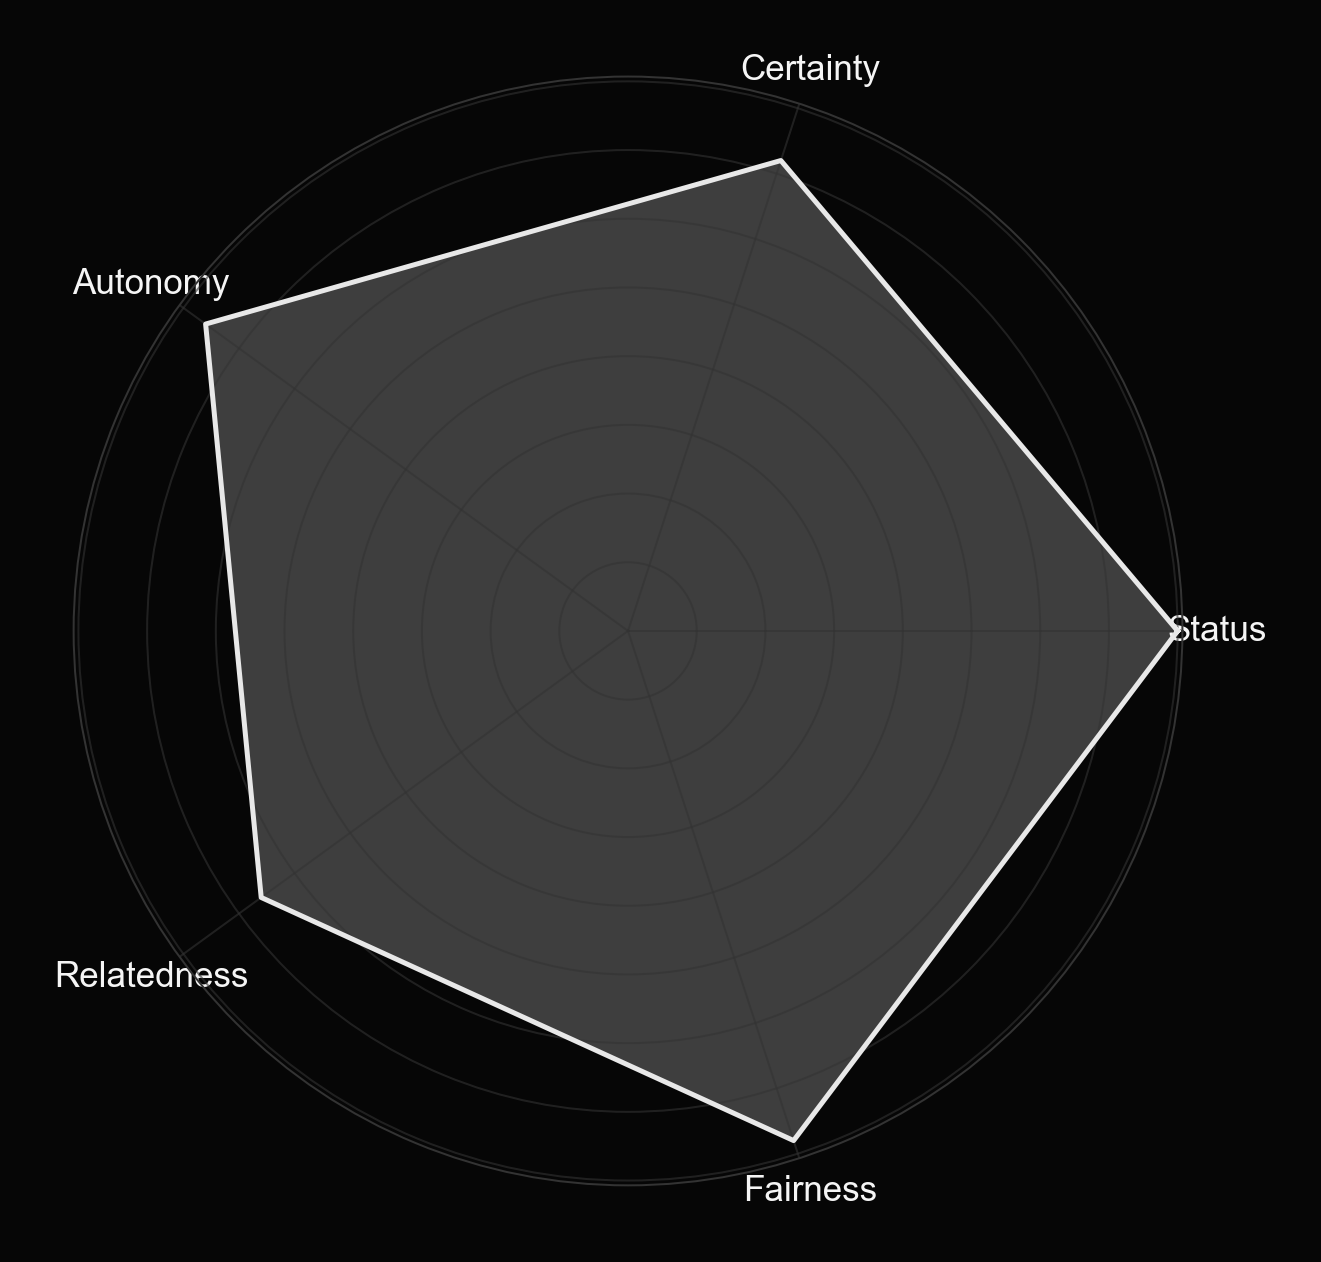 Certainty
Autonomy
Status
Relatedness
Fairness